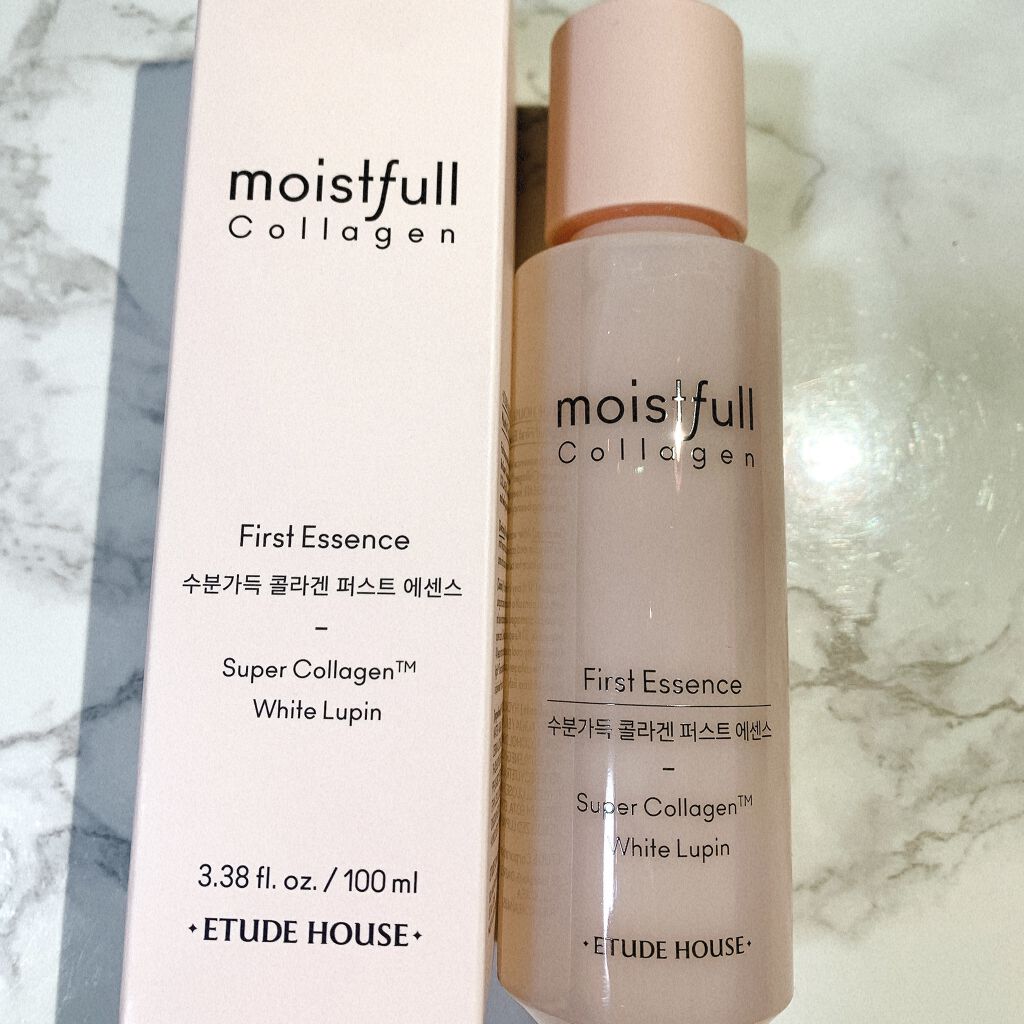 moistfull
Collagen
First Essence
수분가득 콜라겐 퍼스트 에센스
Super Collagen™
White Lupin
3.38 fl. oz. / 100 ml
ETUDE HOUSE
moistfull
Collagen
First Essence
수분가득 콜라겐 퍼스트 에센스
Super Collagen™
White Lupin
ETUDE HOUSE